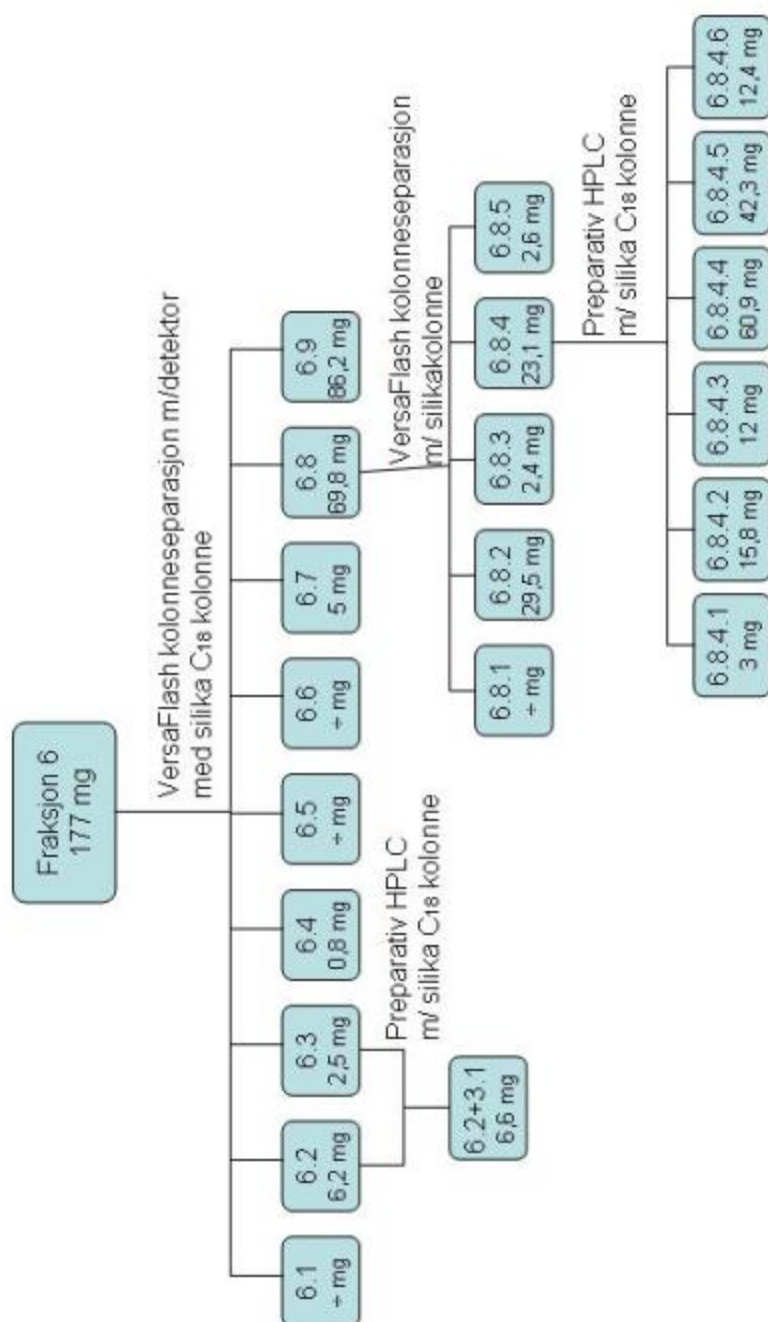 Fraksjon 6
177 mg
VersaFlash kolonneseparasjon m/detektor
med silika C₁₈ kolonne
6.1
÷ mg
6.2
6,2 mg
6.3
2,5 mg
6.4
0,8 mg
6.5
÷ mg
6.6
÷ mg
6.7
5 mg
6.8
69,8 mg
6.9
86,2 mg
Preparativ HPLC
m/ silika C₁₈ kolonne
6.2+3.1
6,6 mg
VersaFlash kolonneseparasjon
m/ silikakolonne
6.8.1
÷ mg
6.8.2
29,5 mg
6.8.3
2,4 mg
6.8.4
23,1 mg
6.8.5
2,6 mg
Preparativ HPLC
m/ silika C₁₈ kolonne
6.8.4.1
3 mg
6.8.4.2
15,8 mg
6.8.4.3
12 mg
6.8.4.4
60,9 mg
6.8.4.5
42,3 mg
6.8.4.6
12,4 mg